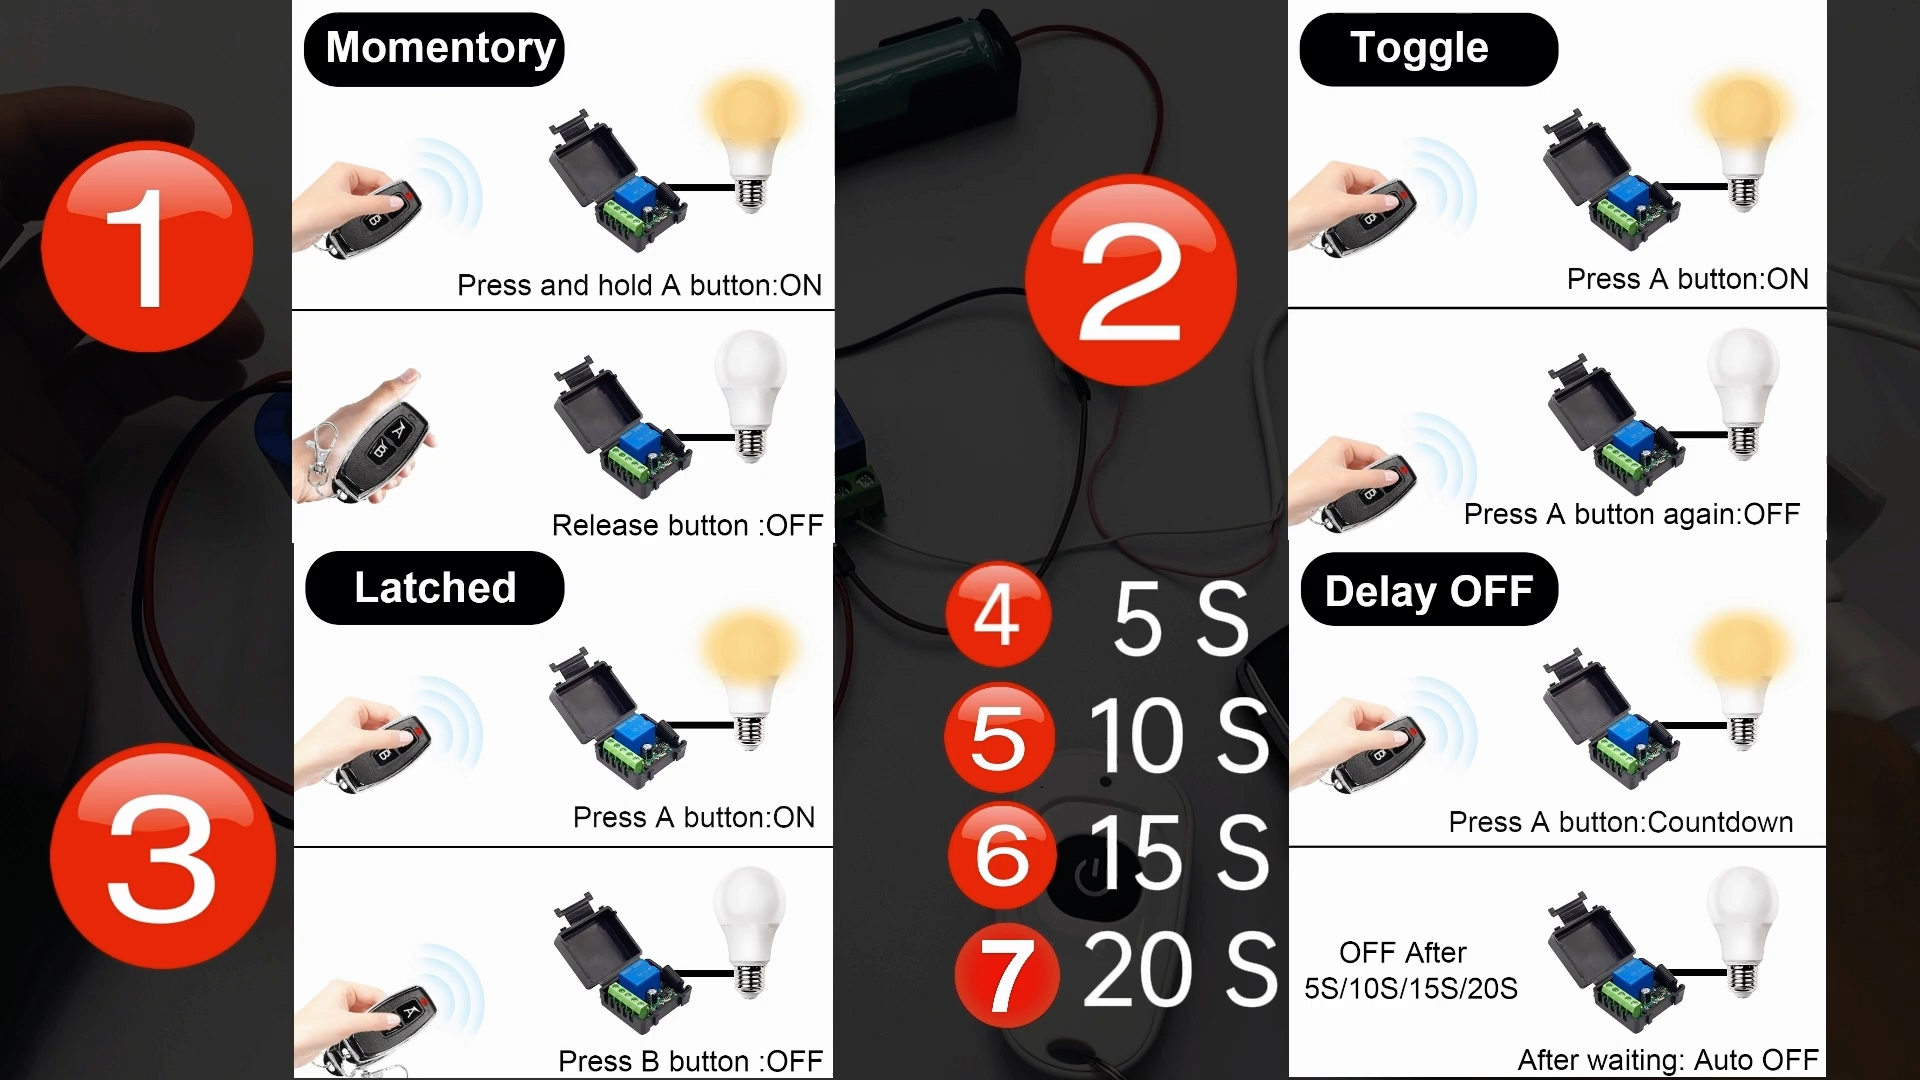 1
Momentory
Press and hold A button:ON
B
Release button :OFF
A
B
2
Toggle
Press A button:ON
B
Press A button again:OFF
B
3
Latched
Press A button:ON
B
Press B button :OFF
A
4 5 S
5 10 S
6 15 S
7 20 S
Delay OFF
Press A button:Countdown
B
OFF After
5S/10S/15S/20S
After waiting: Auto OFF